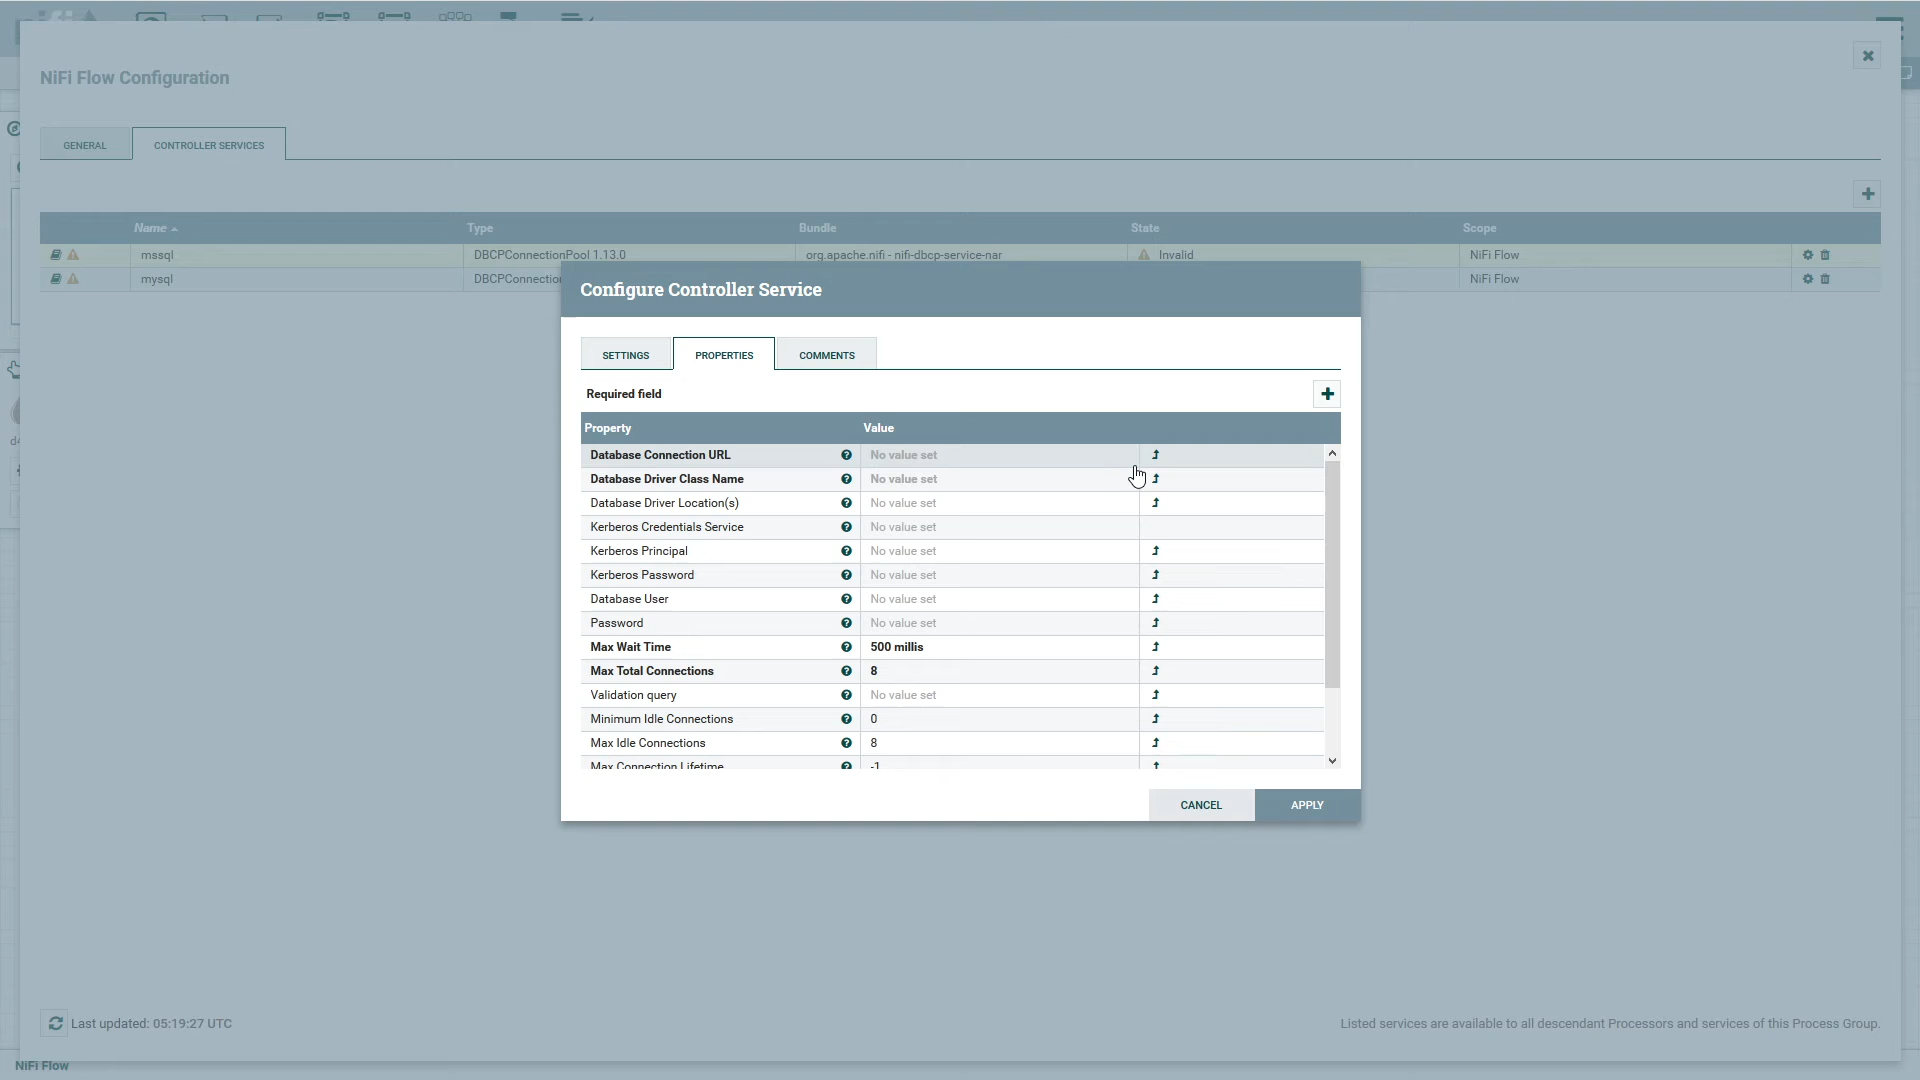 NiFi Flow Configuration
GENERAL
CONTROLLER SERVICES
Name
Type
Bundle
State
Scope
mssql
DBCPConnectionPool 1.13.0
org.apache.nifi - nifi-dbcp-service-nar
Invalid
NiFi Flow
mysql
NiFi Flow
Configure Controller Service
SETTINGS
PROPERTIES
COMMENTS
Required field
Property
Value
Database Connection URL
No value set
Database Driver Class Name
No value set
Database Driver Location(s)
No value set
Kerberos Credentials Service
No value set
Kerberos Principal
No value set
Kerberos Password
No value set
Database User
No value set
Password
No value set
Max Wait Time
500 millis
Max Total Connections
8
Validation query
No value set
Minimum Idle Connections
0
Max Idle Connections
8
Max Connection Lifetime
-1
CANCEL
APPLY
Last updated: 05:19:27 UTC
Listed services are available to all descendant Processors and services of this Process Group.
NiFi Flow